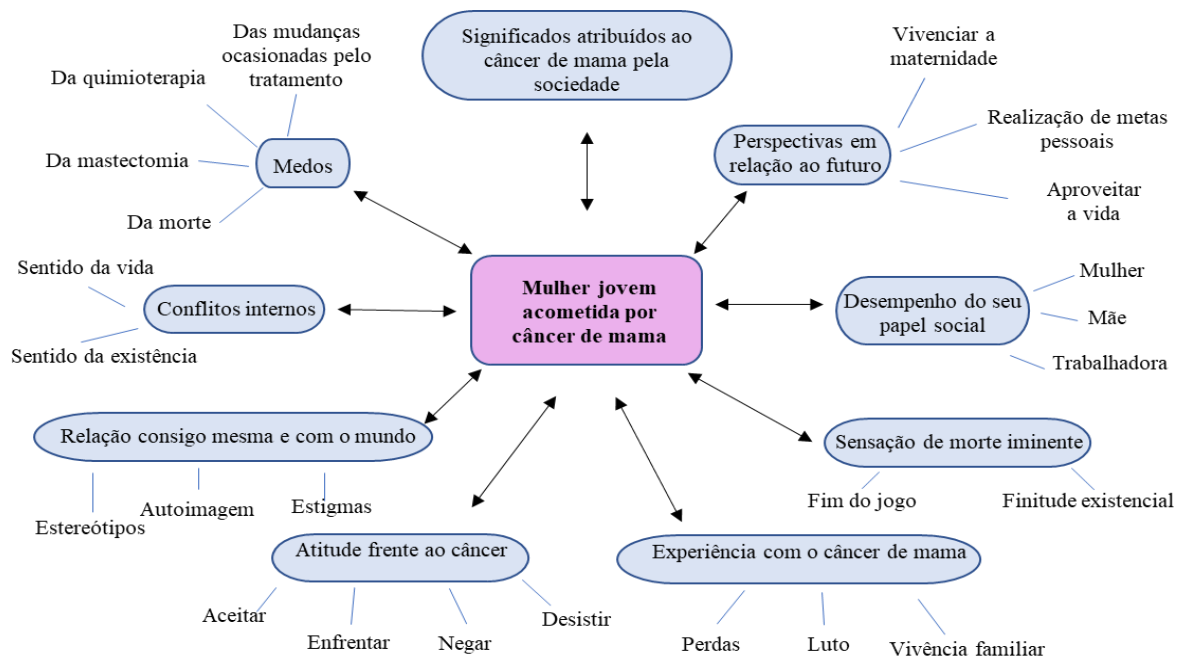 Significados atribuídos ao
câncer de mama pela
sociedade
Das mudanças
ocasionadas pelo
tratamento
Da quimioterapia
Da mastectomia
Da morte
Medos
Vivenciar a
maternidade
Realização de metas
pessoais
Aproveitar
a vida
Perspectivas em
relação ao futuro
Sentido da vida
Sentido da existência
Conflitos internos
Mulher jovem
acometida por
câncer de mama
Desempenho do seu
papel social
Mulher
Mãe
Trabalhadora
Relação consigo mesma e com o mundo
Estereótipos
Autoimagem
Estigmas
Sensação de morte iminente
Fim do jogo
Finitude existencial
Atitude frente ao câncer
Aceitar
Enfrentar
Negar
Desistir
Experiência com o câncer de mama
Perdas
Luto
Vivência familiar